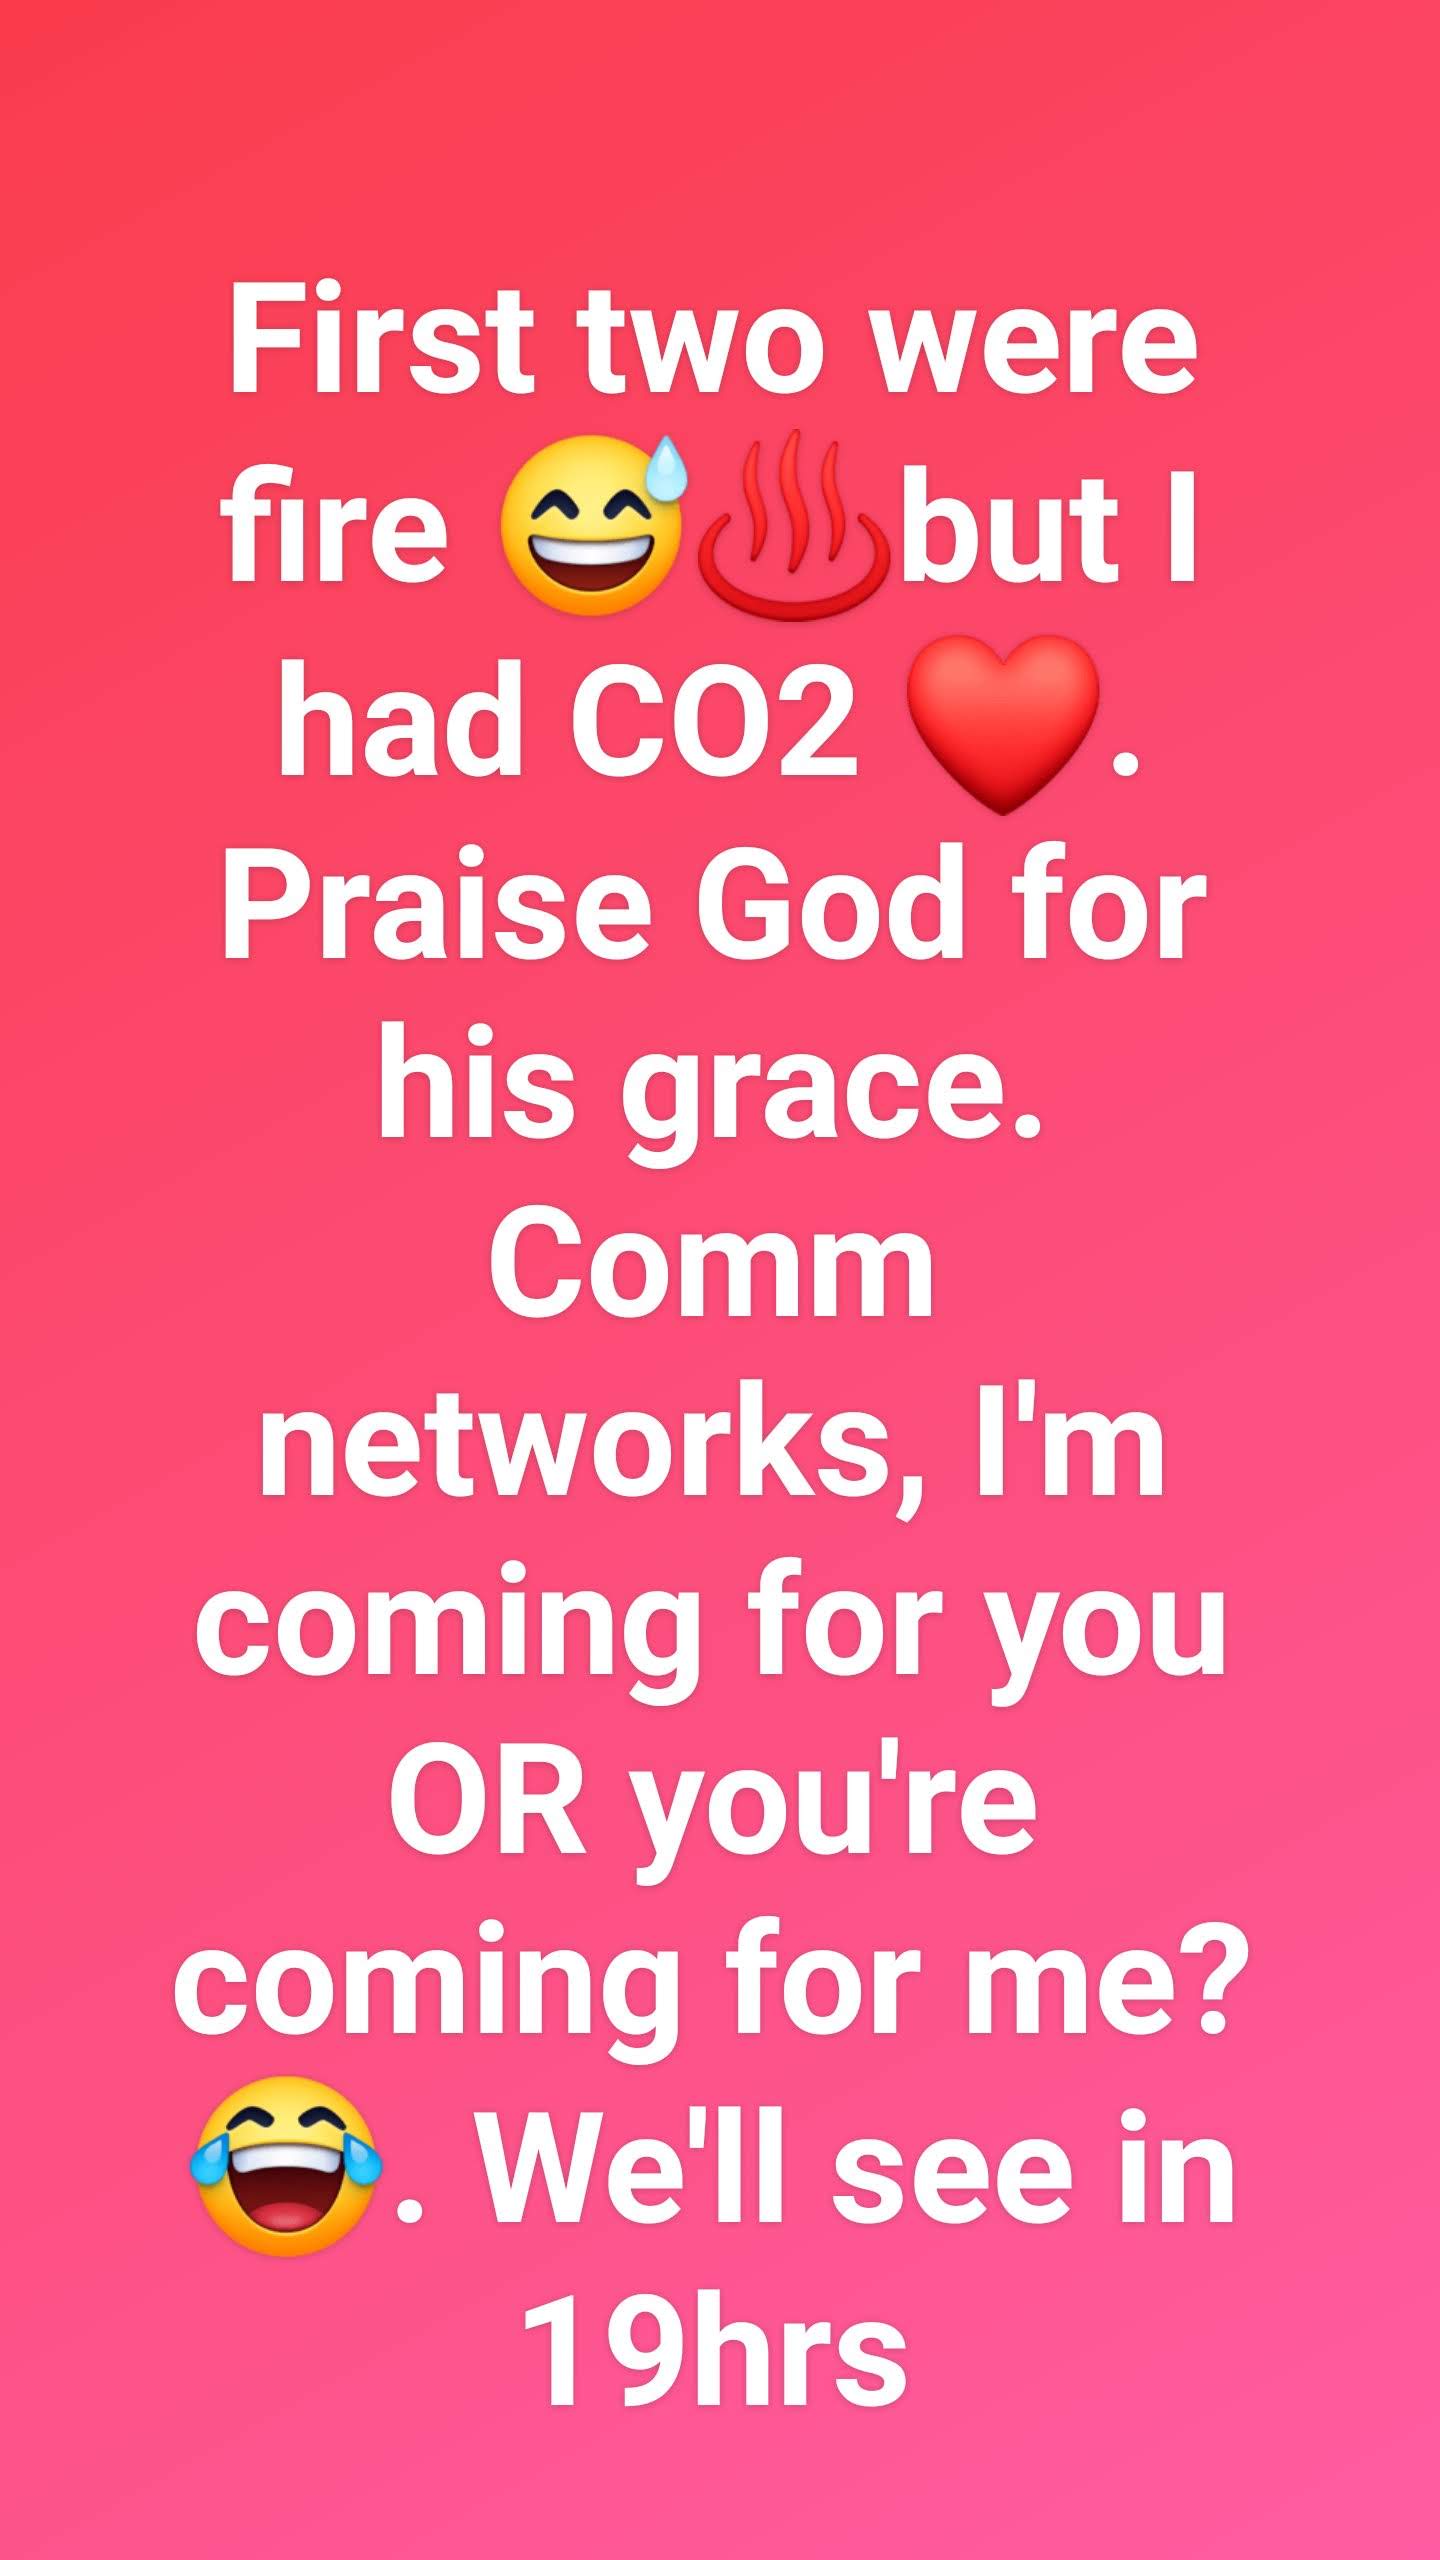 First two were
fire 😅♨️but I
had CO2 ❤️.
Praise God for
his grace.
Comm
networks, I'm
coming for you
OR you're
coming for me?
😂. We'll see in
19hrs